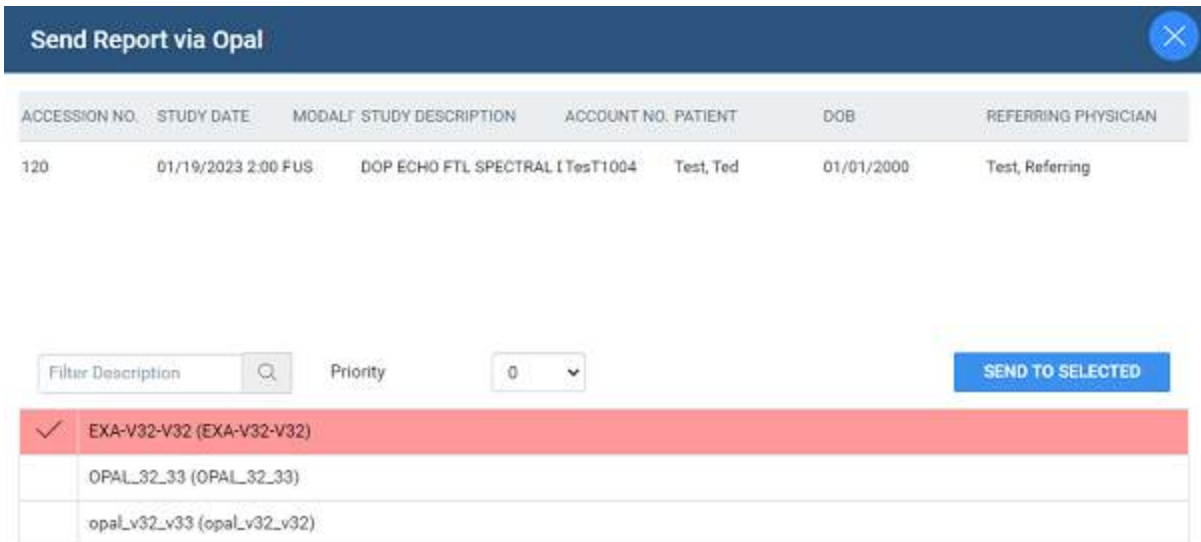 Send Report via Opal
ACCESSION NO. STUDY DATE MODALI STUDY DESCRIPTION ACCOUNT NO. PATIENT DOB REFERRING PHYSICIAN
120 01/19/2023 2:00 P US DOP ECHO FTL SPECTRAL TesT1004 Test, Ted 01/01/2000 Test, Referring
Filter Description Priority 0 SEND TO SELECTED
EXA-V32-V32 (EXA-V32-V32)
OPAL_32_33 (OPAL_32_33)
opal_v32_v33 (opal_v32_v32)